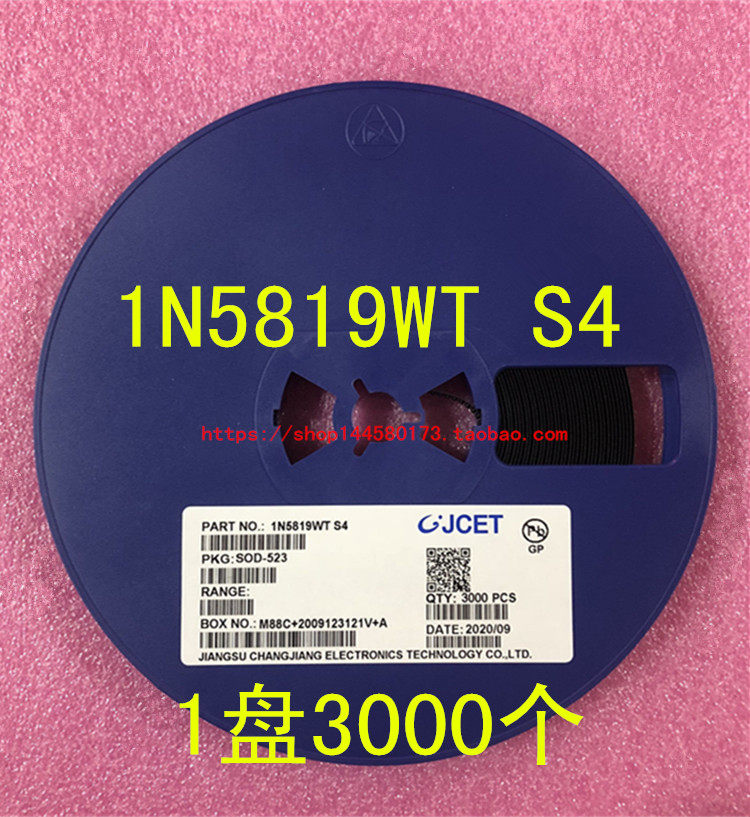 1N5819WT S4
https://shop144580173.taobao.com/
PART NO.: 1N5819WT S4
JCET
PKG:SOD-523
Pb
GP
RANGE:
QTY: 3000 PCS
BOX NO.: M88C+2009123121V+A
DATE: 2020/09
JIANGSU CHANGJIANG ELECTRONICS TECHNOLOGY CO.,LTD.
1盘3000个